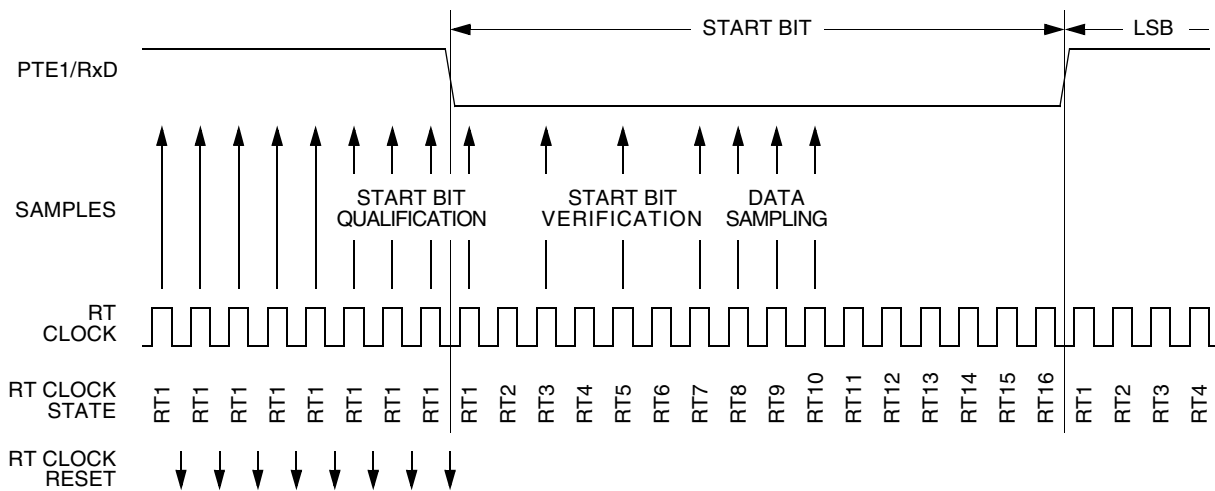 START BIT
LSB
PTE1/RxD
SAMPLES
START BIT
QUALIFICATION
START BIT
VERIFICATION
DATA
SAMPLING
RT
CLOCK
RT CLOCK
STATE
RT1 RT1 RT1 RT1 RT1 RT1 RT1 RT1 RT1 RT2 RT3 RT4 RT5 RT6 RT7 RT8 RT9 RT10 RT11 RT12 RT13 RT14 RT15 RT16 RT1 RT2 RT3 RT4
RT CLOCK
RESET